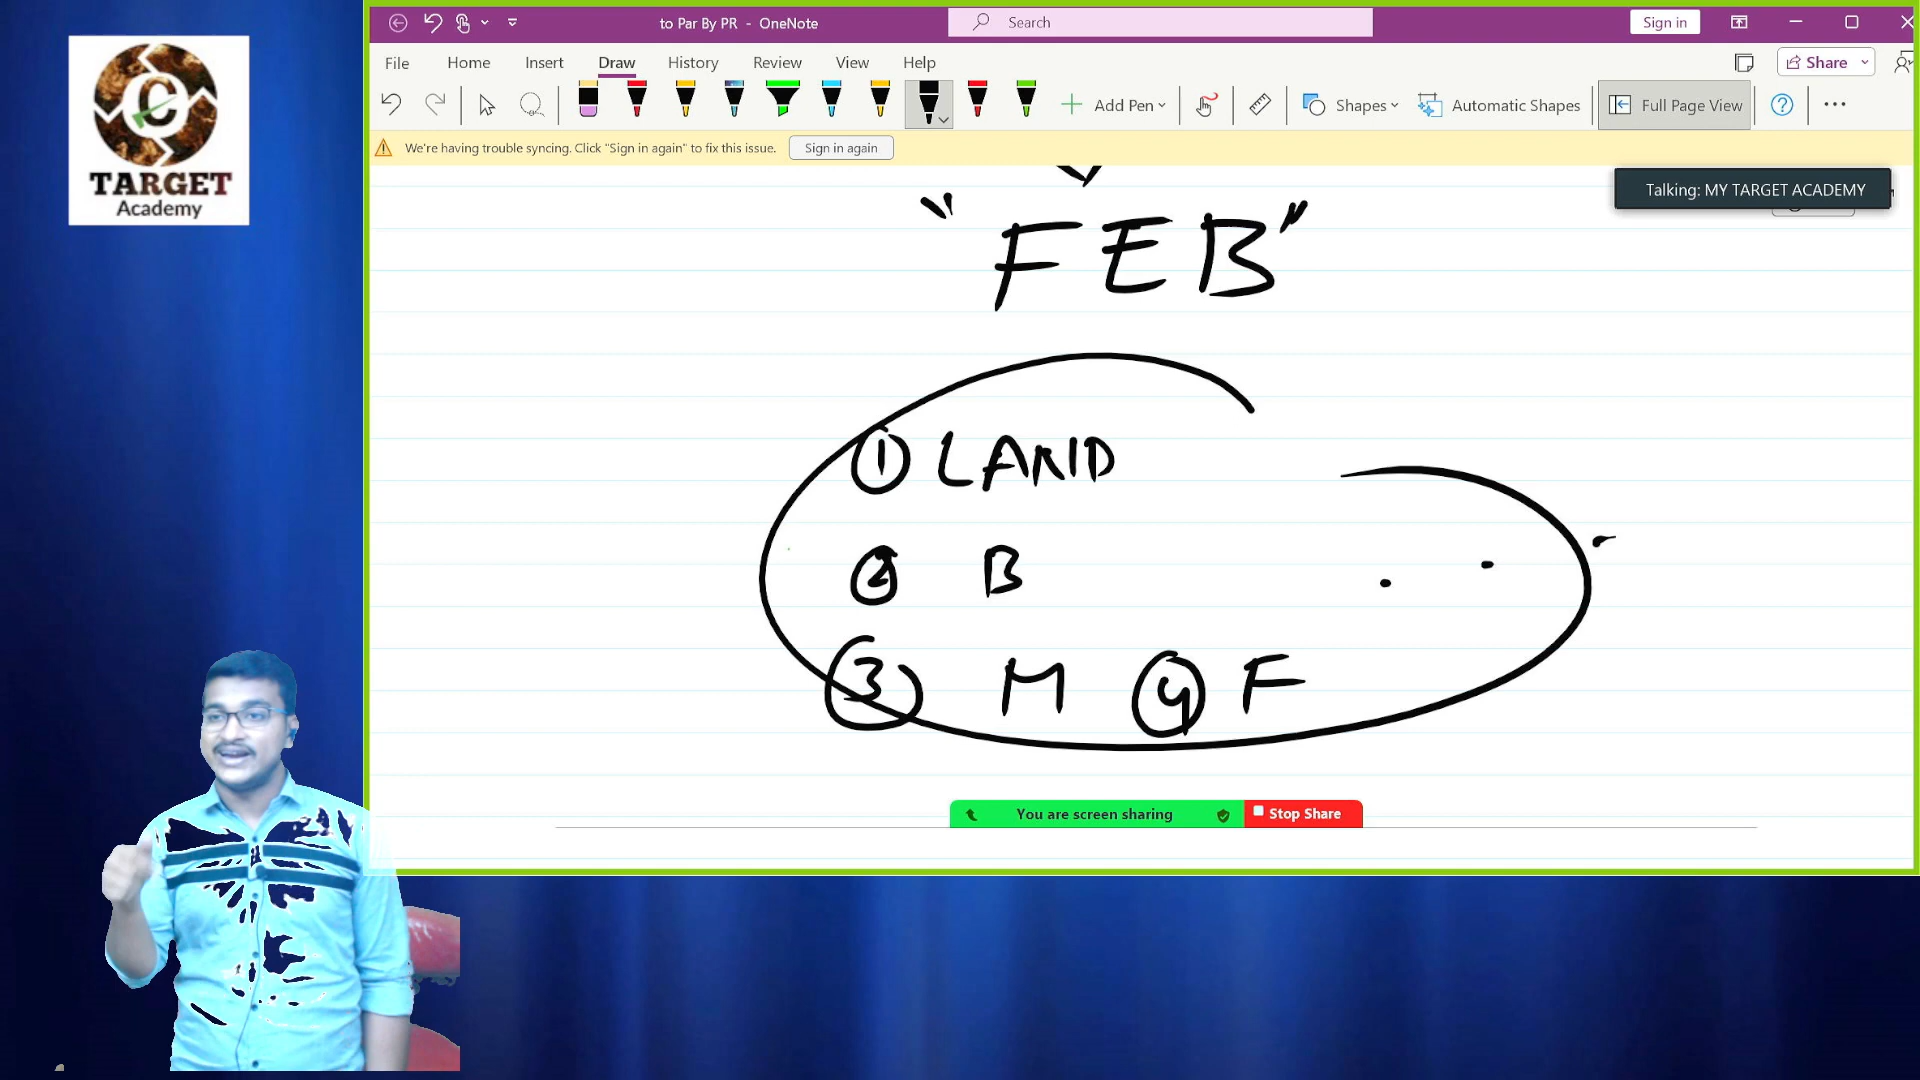 to Par By PR - OneNote
Search
Sign in
File Home Insert Draw History Review View Help
Share
Add Pen
Shapes
Automatic Shapes
Full Page View
We're having trouble syncing. Click "Sign in again" to fix this issue.
Sign in again
Talking: MY TARGET ACADEMY
C
TARGET
Academy
"FEB"
① LAND
② B
③ M ④ F
You are screen sharing
Stop Share